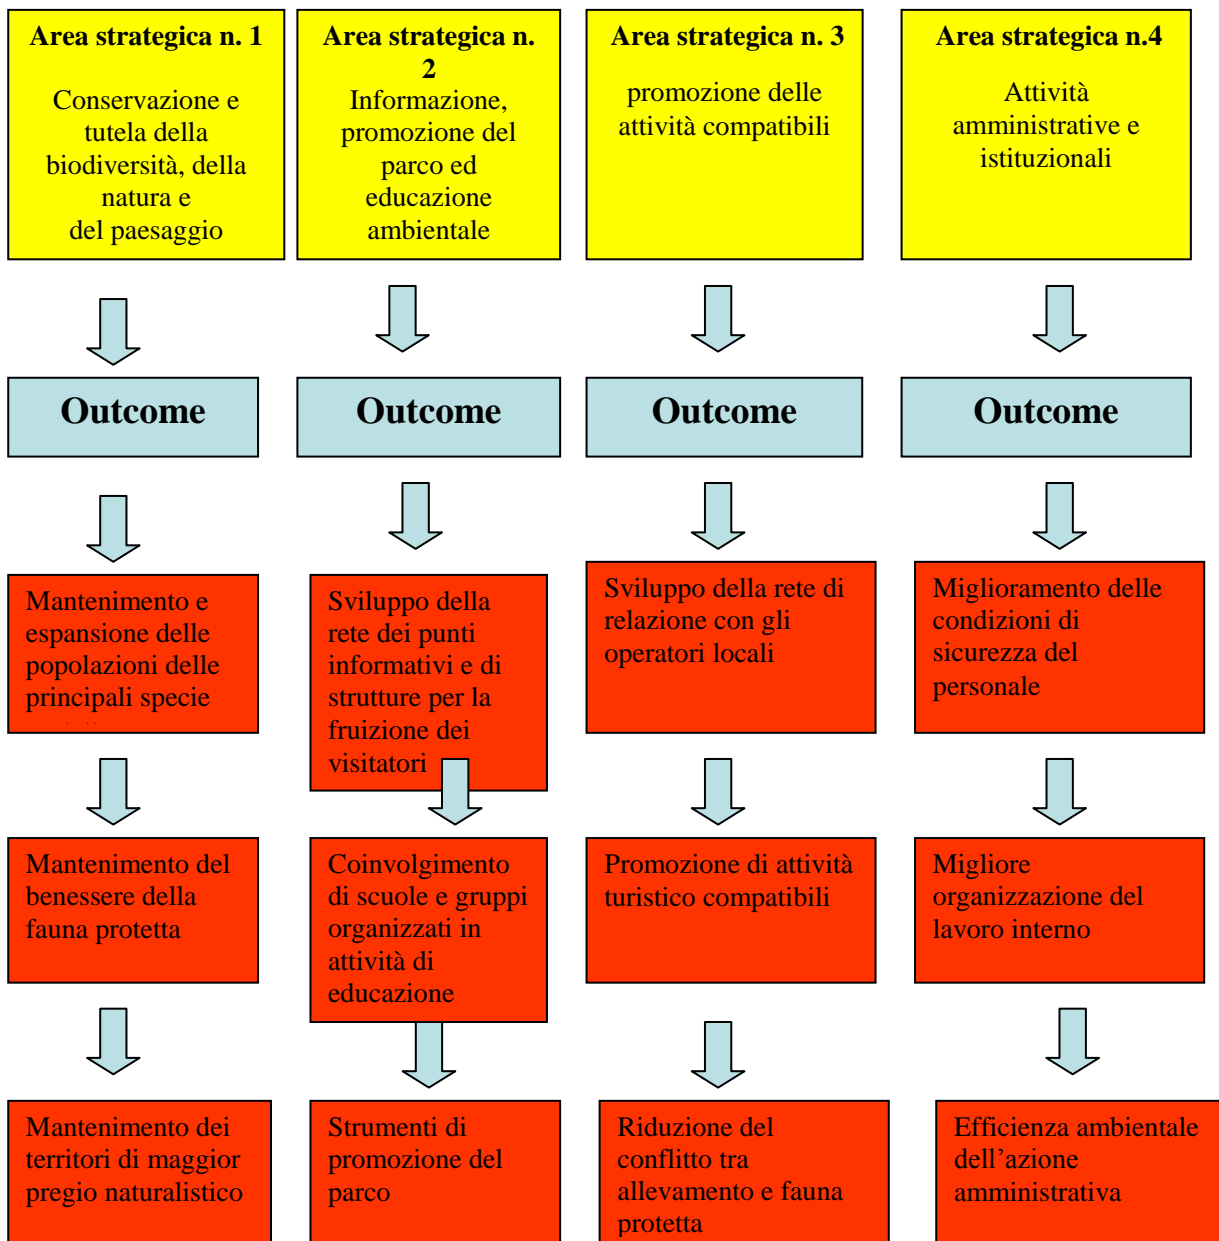 Area strategica n. 1
Conservazione e
tutela della
biodiversità, della
natura e
del paesaggio
Area strategica n.
2
Informazione,
promozione del
parco ed
educazione
ambientale
Area strategica n. 3
promozione delle
attività compatibili
Area strategica n.4
Attività
amministrative e
istituzionali
Outcome
Outcome
Outcome
Outcome
Mantenimento e
espansione delle
popolazioni delle
principali specie
Sviluppo della
rete dei punti
informativi e di
strutture per la
fruizione dei
visitatori
Sviluppo della rete di
relazione con gli
operatori locali
Miglioramento delle
condizioni di
sicurezza del
personale
Mantenimento del
benessere della
fauna protetta
Coinvolgimento
di scuole e gruppi
organizzati in
attività di
educazione
Promozione di attività
turistico compatibili
Migliore
organizzazione del
lavoro interno
Mantenimento dei
territori di maggior
pregio naturalistico
Strumenti di
promozione del
parco
Riduzione del
conflitto tra
allevamento e fauna
protetta
Efficienza ambientale
dell’azione
amministrativa